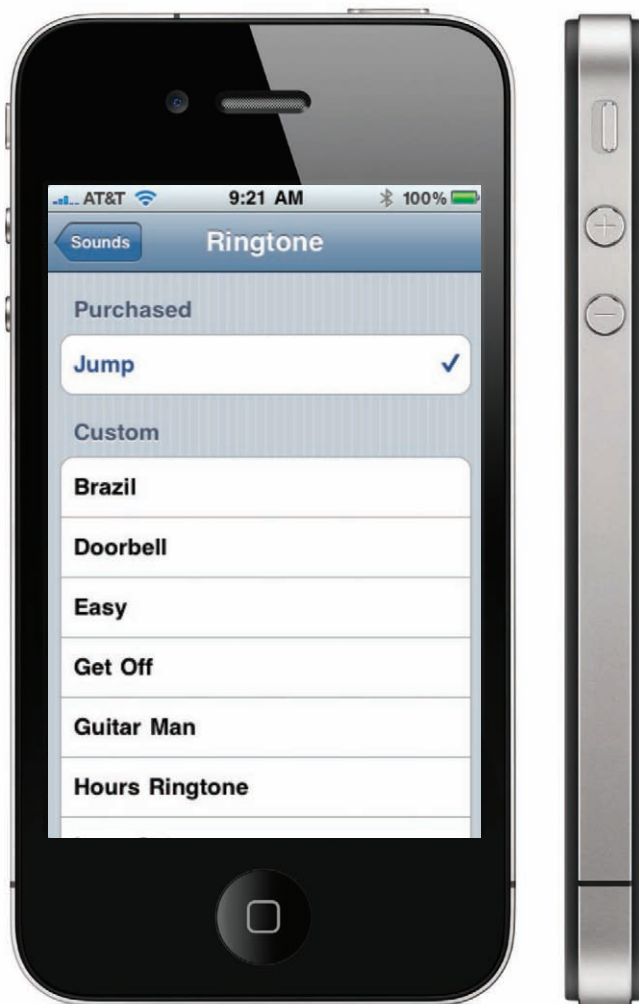 AT&T 9:21 AM 100%
Sounds Ringtone
Purchased
Jump
Custom
Brazil
Doorbell
Easy
Get Off
Guitar Man
Hours Ringtone